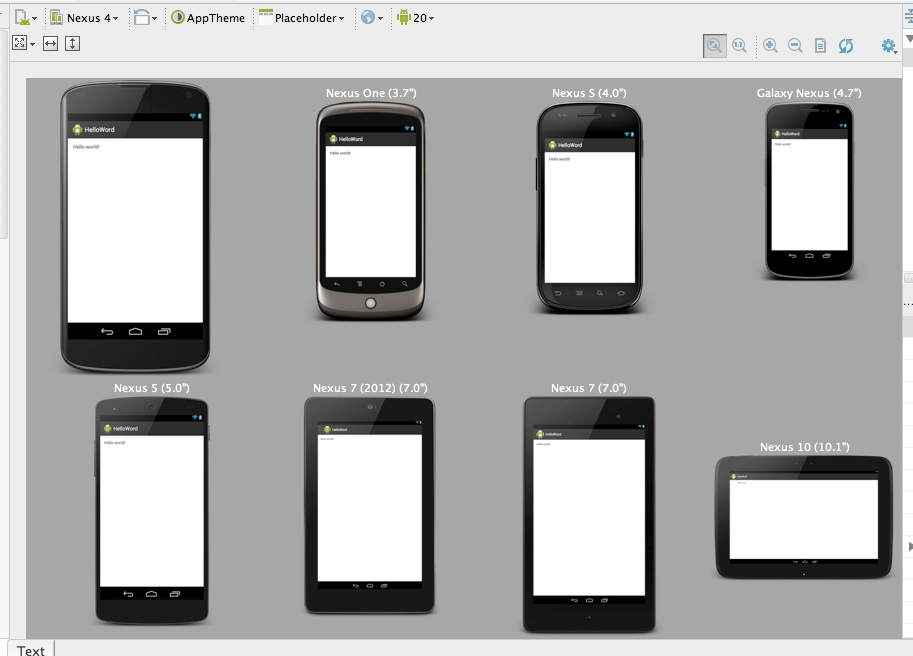 Nexus 4
AppTheme
Placeholder
20
1:1
Nexus One (3.7")
Nexus S (4.0")
Galaxy Nexus (4.7")
HelloWord
Hello world!
HelloWord
Hello world!
HelloWord
Hello world!
HelloWord
Hello world!
Nexus 5 (5.0")
Nexus 7 (2012) (7.0")
Nexus 7 (7.0")
Nexus 10 (10.1")
HelloWord
Hello world!
HelloWord
Hello world!
HelloWord
Hello world!
Text